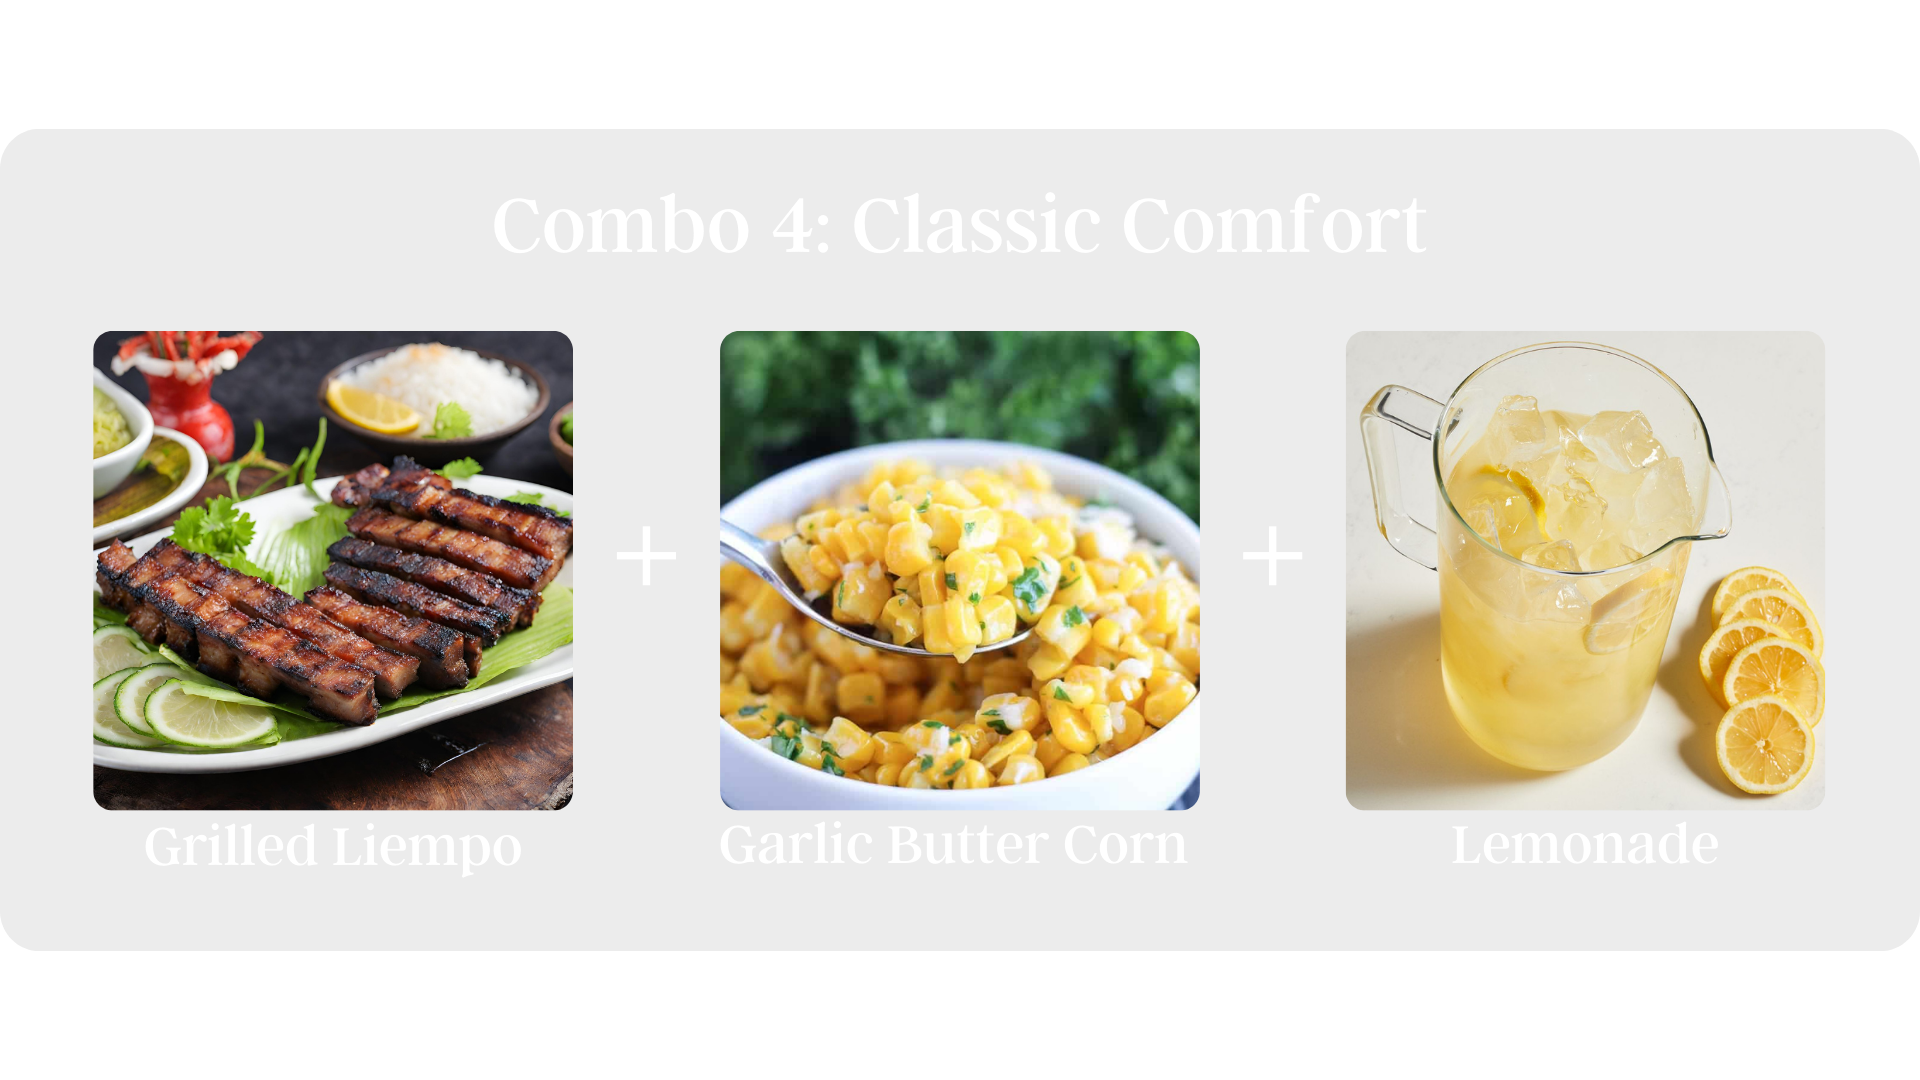 Combo 4: Classic Comfort
+
+
Grilled Liempo
Garlic Butter Corn
Lemonade